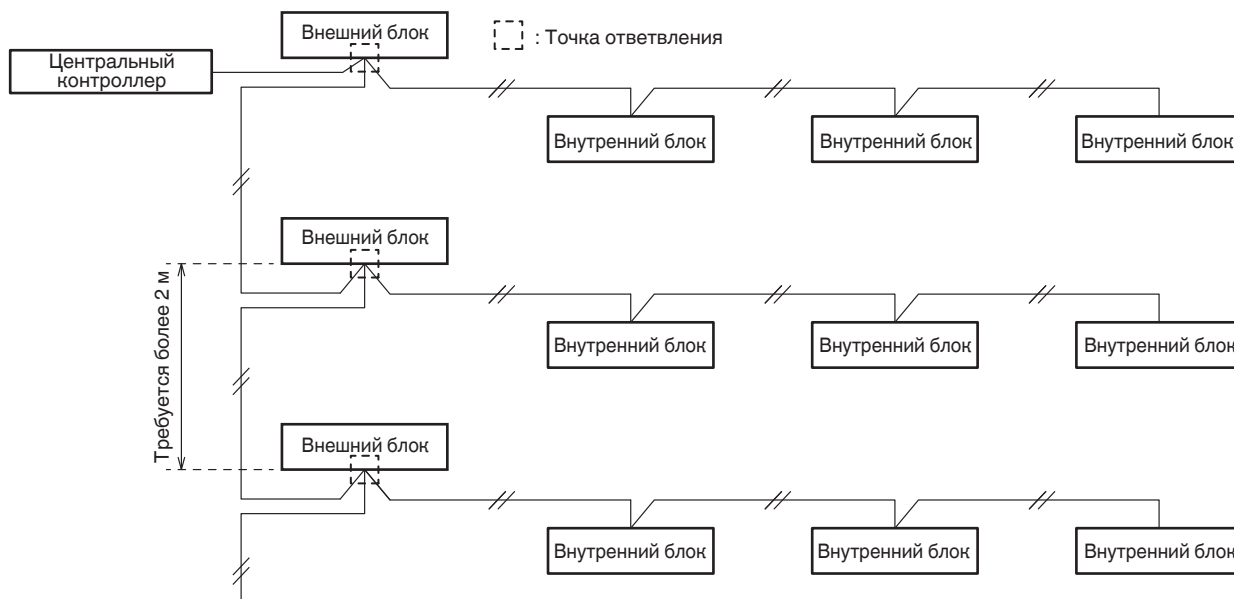 Внешний блок
: Точка ответвления
Центральный
контроллер
Внутренний блок
Внутренний блок
Внутренний блок
Внешний блок
Требуется более 2 м
Внутренний блок
Внутренний блок
Внутренний блок
Внешний блок
Внутренний блок
Внутренний блок
Внутренний блок